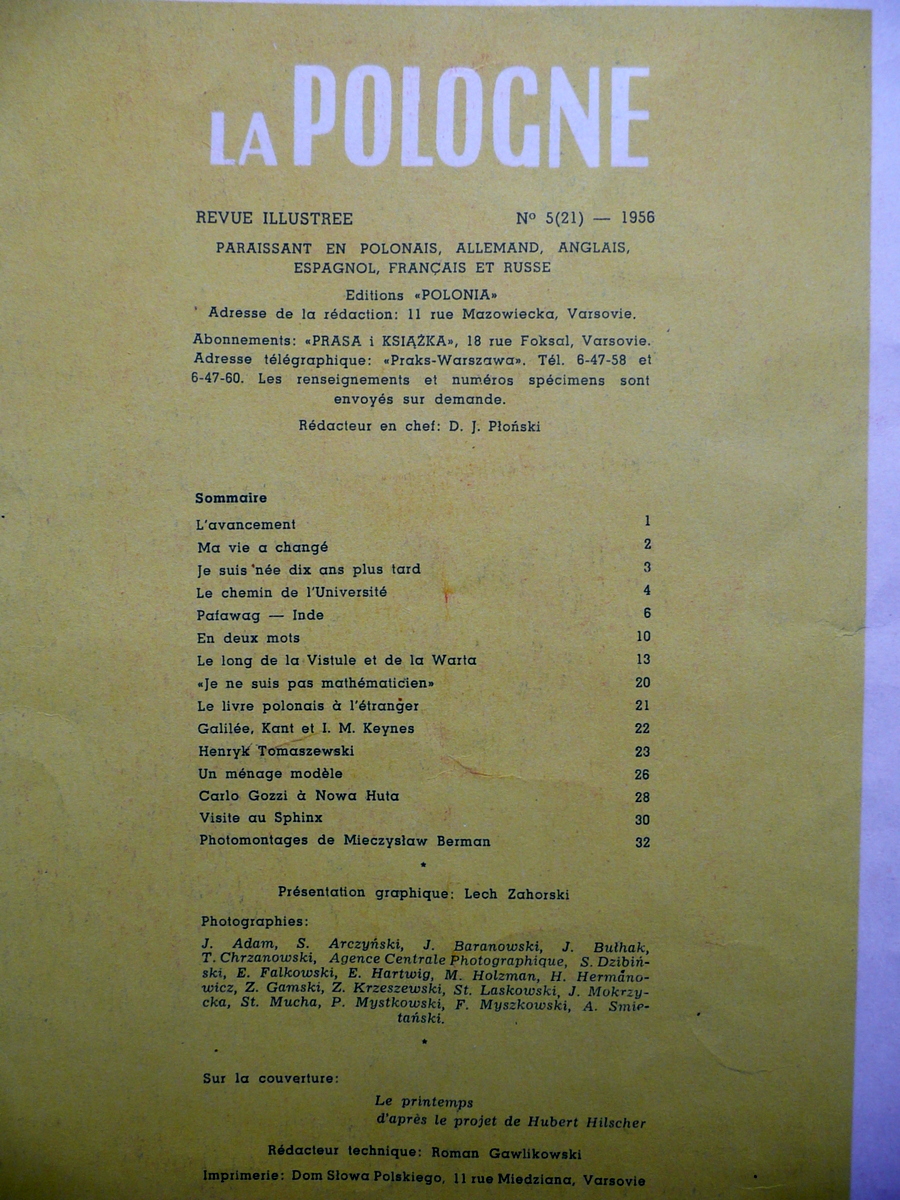 LA POLOGNE
REVUE ILLUSTREE Nº 5(21) — 1956
PARAISSANT EN POLONAIS, ALLEMAND, ANGLAIS,
ESPAGNOL, FRANÇAIS ET RUSSE
Editions «POLONIA»
Adresse de la rédaction: 11 rue Mazowiecka, Varsovie.
Abonnements: «PRASA i KSIĄŻKA», 18 rue Foksal, Varsovie.
Adresse télégraphique: «Praks-Warszawa». Tél. 6-47-58 et
6-47-60. Les renseignements et numéros spécimens sont
envoyés sur demande.
Rédacteur en chef: D. J. Płoński
Sommaire
L'avancement 1
Ma vie a changé 2
Je suis née dix ans plus tard 3
Le chemin de l'Université 4
Pafawag — Inde 6
En deux mots 10
Le long de la Vistule et de la Warta 13
«Je ne suis pas mathématicien» 20
Le livre polonais à l'étranger 21
Galilée, Kant et I. M. Keynes 22
Henryk Tomaszewski 23
Un ménage modèle 26
Carlo Gozzi à Nowa Huta 28
Visite au Sphinx 30
Photomontages de Mieczysław Berman 32
*
Présentation graphique: Lech Zahorski
Photographies:
J. Adam, S. Arczyński, J. Baranowski, J. Bułhak,
T. Chrzanowski, Agence Centrale Photographique, S. Dzibiń-
ski, E. Falkowski, E. Hartwig, M. Holzman, H. Hermano-
wicz, Z. Gamski, Z. Krzeszewski, St. Laskowski, J. Mokrzy-
cka, St. Mucha, P. Mystkowski, F. Myszkowski, A. Śmie-
tański.
*
Sur la couverture:
Le printemps
d'après le projet de Hubert Hilscher
Rédacteur technique: Roman Gawlikowski
Imprimerie: Dom Słowa Polskiego, 11 rue Miedziana, Varsovie